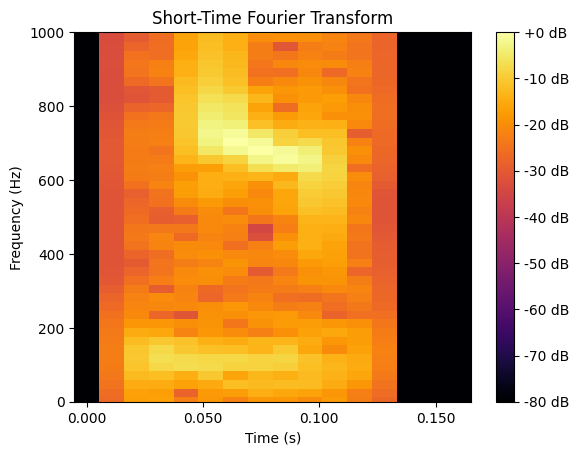 Short-Time Fourier Transform
1000
800
600
400
200
0
Frequency (Hz)
0.000
0.050
0.100
0.150
Time (s)
+0 dB
-10 dB
-20 dB
-30 dB
-40 dB
-50 dB
-60 dB
-70 dB
-80 dB